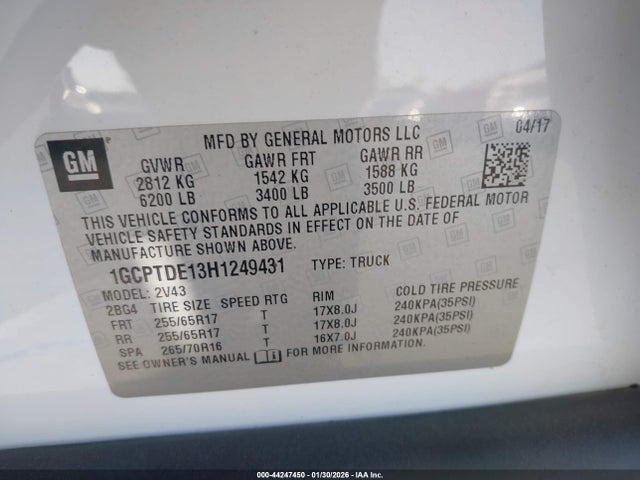 GM
MFD BY GENERAL MOTORS LLC 04/17
GVWR GAWR FRT GAWR RR
2812 KG 1542 KG 1588 KG
6200 LB 3400 LB 3500 LB
THIS VEHICLE CONFORMS TO ALL APPLICABLE U.S. FEDERAL MOTOR
VEHICLE SAFETY STANDARDS IN EFFECT ON THE DATE OF
MANUFACTURE SHOWN ABOVE.
1GCPTDE13H1249431 TYPE: TRUCK
MODEL: 2V43
2BG4 TIRE SIZE SPEED RTG RIM COLD TIRE PRESSURE
FRT 255/65R17 T 17X8.0J 240KPA(35PSI)
RR 255/65R17 T 17X8.0J 240KPA(35PSI)
SPA 265/70R16 T 16X7.0J 240KPA(35PSI)
SEE OWNER'S MANUAL FOR MORE INFORMATION.
000-44247450 - 01/30/2026 - IAA Inc.